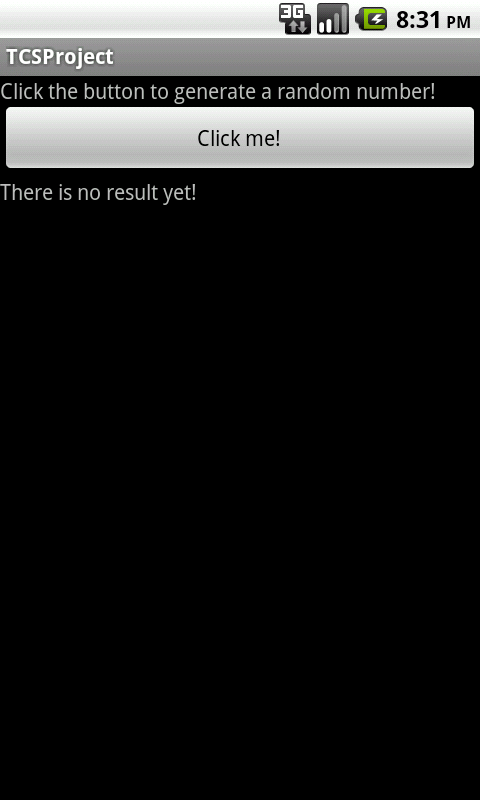 3G 8:31 PM
TCSProject
Click the button to generate a random number!
Click me!
There is no result yet!